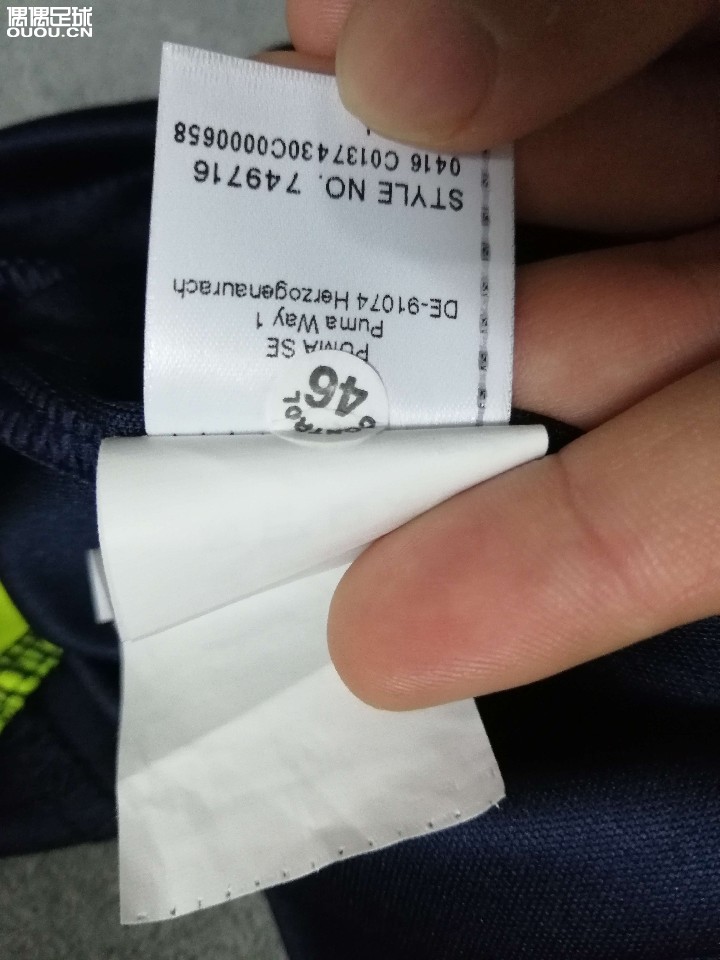 偶偶足球
OUOU.CN
PUMA SE
Puma Way 1
DE-91074 Herzogenaurach
STYLE NO. 749716
0416 C0137430C0000658
CONTROL
46